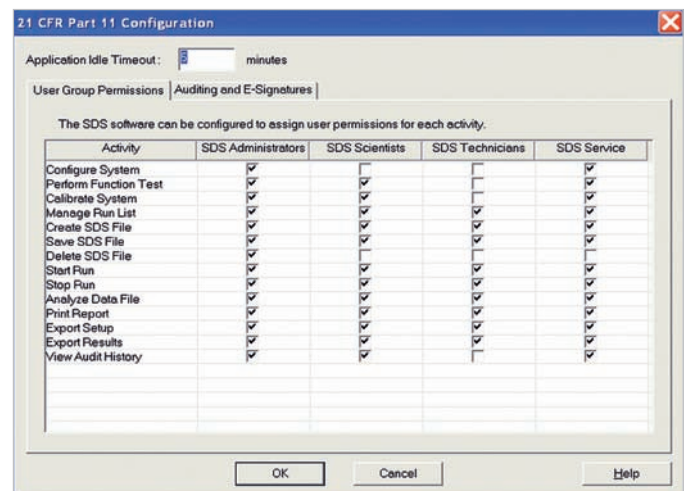 21 CFR Part 11 Configuration
Application Idle Timeout: 5 minutes
User Group Permissions Auditing and E-Signatures
The SDS software can be configured to assign user permissions for each activity.
Activity SDS Administrators SDS Scientists SDS Technicians SDS Service
Configure System
Perform Function Test
Calibrate System
Manage Run List
Create SDS File
Save SDS File
Delete SDS File
Start Run
Stop Run
Analyze Data File
Print Report
Export Setup
Export Results
View Audit History
OK Cancel Help